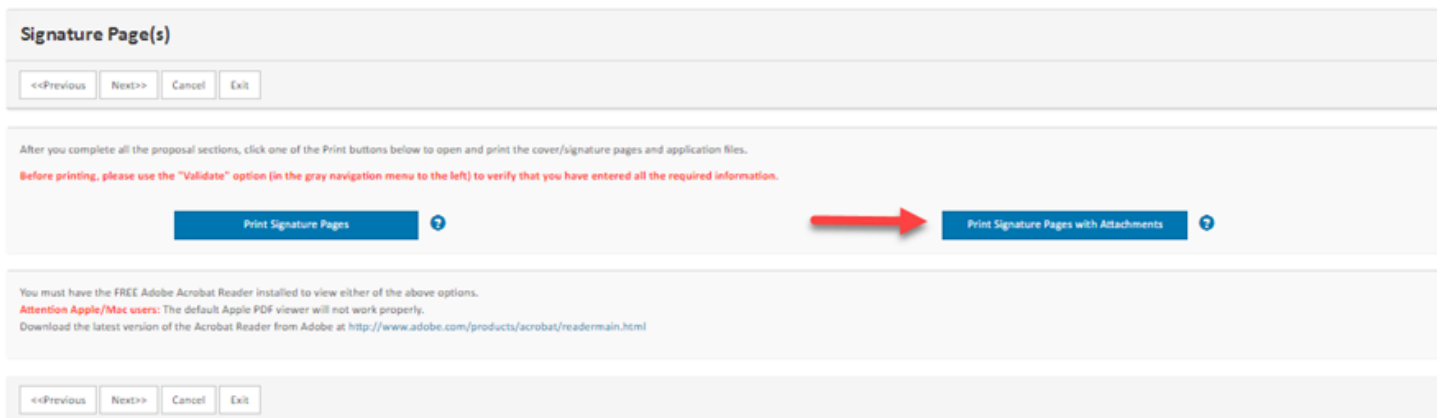 Signature Page(s)
<<Previous Next>> Cancel Exit
After you complete all the proposal sections, click one of the Print buttons below to open and print the cover/signature pages and application files.
Before printing, please use the "Validate" option (in the gray navigation menu to the left) to verify that you have entered all the required information.
Print Signature Pages ? Print Signature Pages with Attachments ?
You must have the FREE Adobe Acrobat Reader installed to view either of the above options.
Attention Apple/Mac users: The default Apple PDF viewer will not work properly.
Download the latest version of the Acrobat Reader from Adobe at http://www.adobe.com/products/acrobat/readermain.html
<<Previous Next>> Cancel Exit